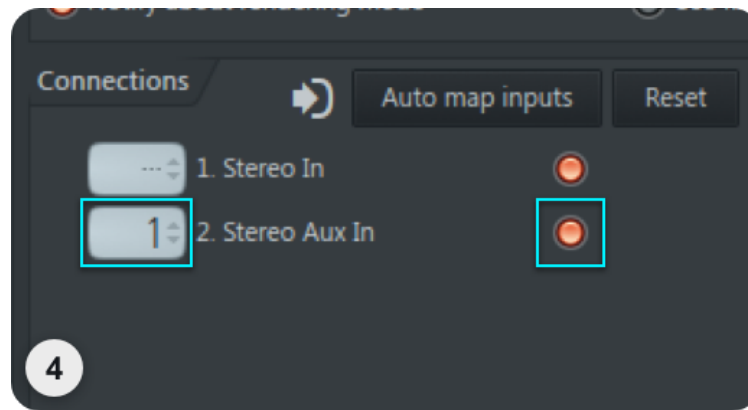 Connections
Auto map inputs
Reset
--- 1. Stereo In
1 2. Stereo Aux In
4